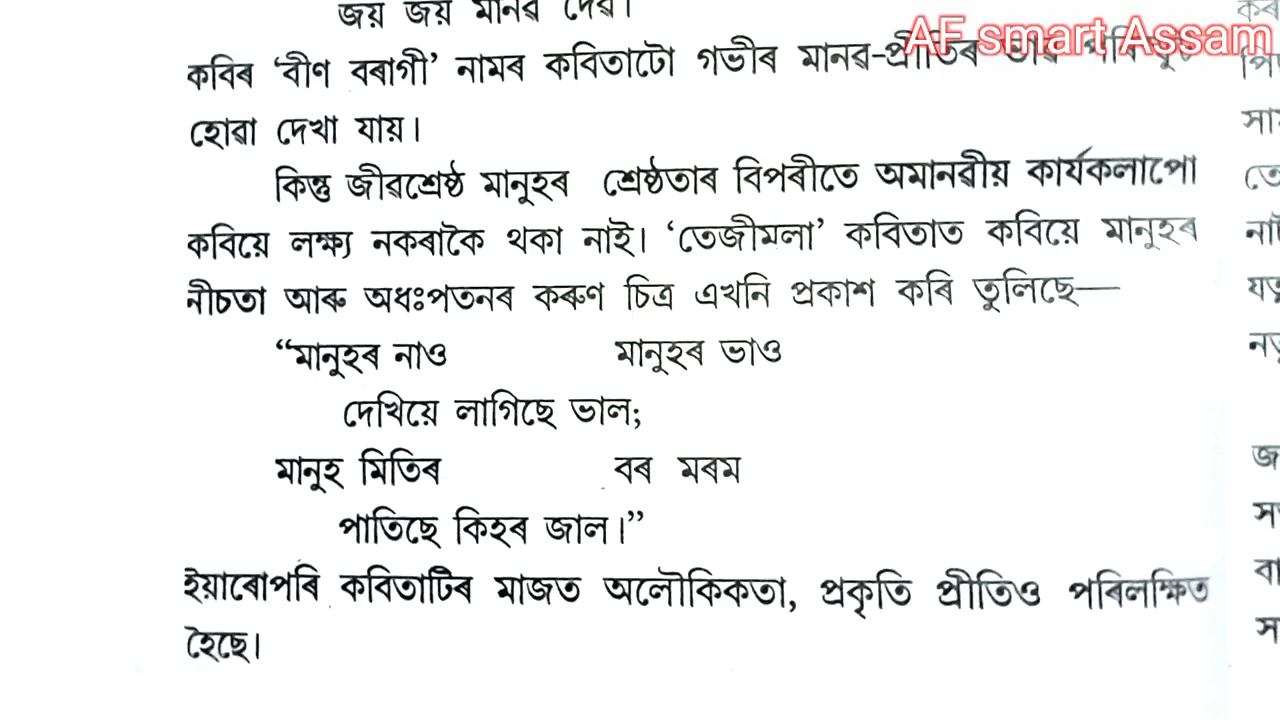 জয় জয় মানৱ দেৱ।
AF smart Assam
কবিৰ ‘বীণ বৰাগী’ নামৰ কবিতাটো গভীৰ মানৱ-প্ৰীতিৰ ভাৱ
হোৱা দেখা যায়।
কিন্তু জীৱশ্ৰেষ্ঠ মানুহৰ শ্ৰেষ্ঠতাৰ বিপৰীতে অমানৱীয় কাৰ্যকলাপো
কবিয়ে লক্ষ্য নকৰাকৈ থকা নাই। ‘তেজীমলা’ কবিতাত কবিয়ে মানুহৰ
নীচতা আৰু অধঃপতনৰ কৰুণ চিত্ৰ এখনি প্ৰকাশ কৰি তুলিছে—
“মানুহৰ নাও মানুহৰ ভাও
দেখিয়ে লাগিছে ভাল;
মানুহ মিতিৰ বৰ মৰম
পাতিছে কিহৰ জাল।”
ইয়াৰোপৰি কবিতাটিৰ মাজত অলৌকিকতা, প্ৰকৃতি প্ৰীতিও পৰিলক্ষিত
হৈছে।